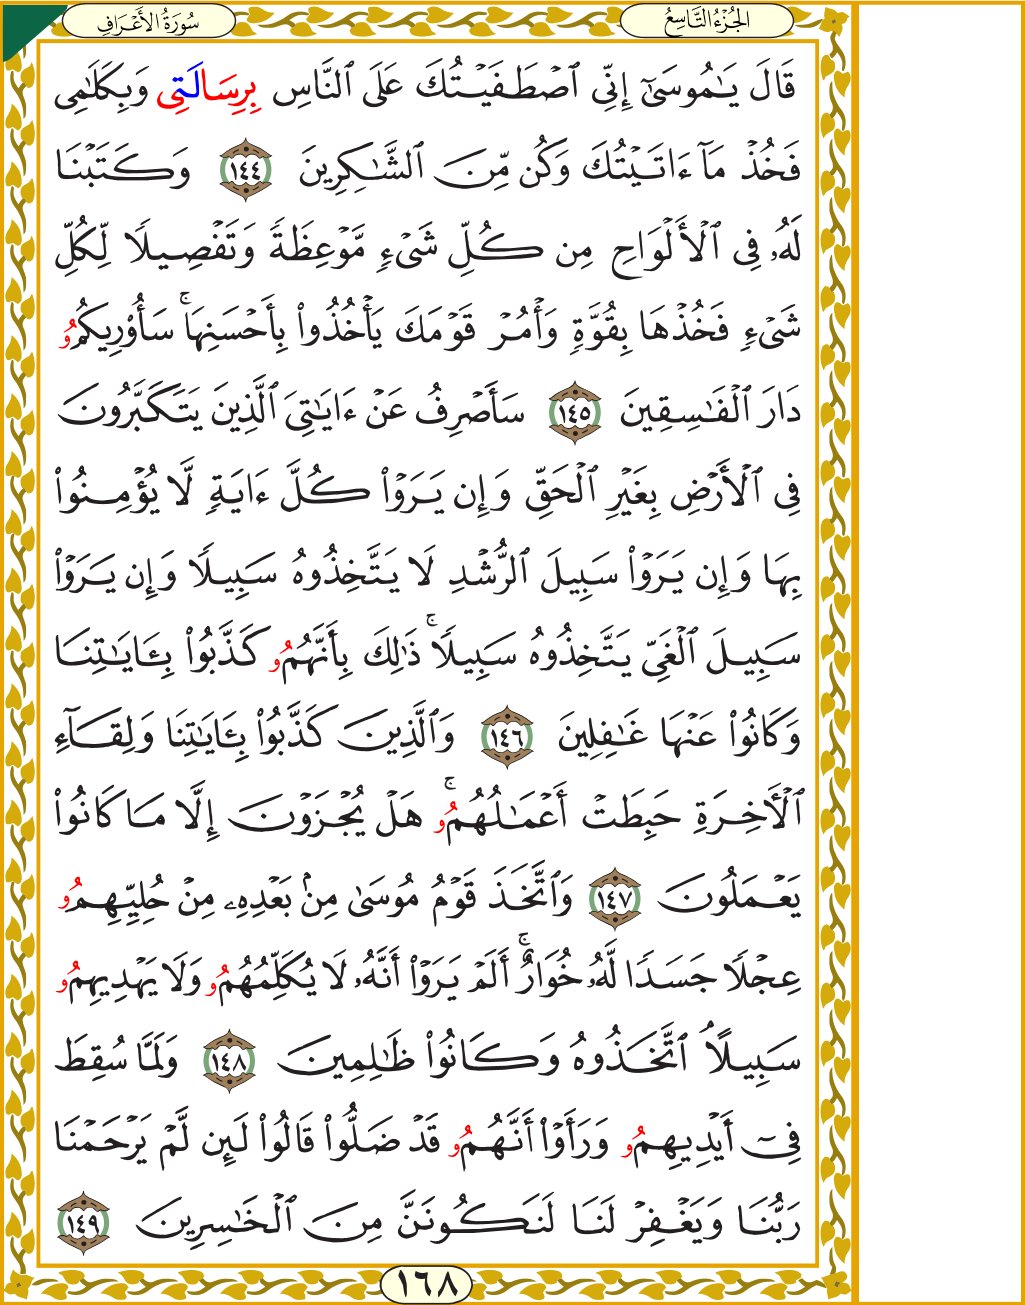 الجُزْءُ التَّاسِعُ
سُورَةُ الأَعْرَافِ
قَالَ يَٰمُوسَىٰٓ إِنِّي ٱصْطَفَيْتُكَ عَلَى ٱلنَّاسِ بِرِسَالَتِي وَبِكَلَٰمِي
فَخُذْ مَآ ءَاتَيْتُكَ وَكُن مِّنَ ٱلشَّٰكِرِينَ ١٤٤ وَكَتَبْنَا
لَهُۥ فِي ٱلْأَلْوَاحِ مِن كُلِّ شَيْءٍ مَّوْعِظَةً وَتَفْصِيلًا لِّكُلِّ
شَيْءٍ فَخُذْهَا بِقُوَّةٍ وَأْمُرْ قَوْمَكَ يَأْخُذُوا۟ بِأَحْسَنِهَا ۚ سَأُو۟رِيكُمُو
دَارَ ٱلْفَٰسِقِينَ ١٤٥ سَأَصْرِفُ عَنْ ءَايَٰتِيَ ٱلَّذِينَ يَتَكَبَّرُونَ
فِي ٱلْأَرْضِ بِغَيْرِ ٱلْحَقِّ وَإِن يَرَوْا۟ كُلَّ ءَايَةٍ لَّا يُؤْمِنُوا۟
بِهَا وَإِن يَرَوْا۟ سَبِيلَ ٱلرُّشْدِ لَا يَتَّخِذُوهُ سَبِيلًا وَإِن يَرَوْا۟
سَبِيلَ ٱلْغَيِّ يَتَّخِذُوهُ سَبِيلًا ۚ ذَٰلِكَ بِأَنَّهُمُو كَذَّبُوا۟ بِـَٔايَٰتِنَا
وَكَانُوا۟ عَنْهَا غَٰفِلِينَ ١٤٦ وَٱلَّذِينَ كَذَّبُوا۟ بِـَٔايَٰتِنَا وَلِقَآءِ
ٱلْأَخِرَةِ حَبِطَتْ أَعْمَٰلُهُمُو ۚ هَلْ يُجْزَوْنَ إِلَّا مَا كَانُوا۟
يَعْمَلُونَ ١٤٧ وَٱتَّخَذَ قَوْمُ مُوسَىٰ مِنۢ بَعْدِهِۦ مِنْ حُلِيِّهِمُو
عِجْلًا جَسَدًا لَّهُۥ خُوَارٌ ۚ أَلَمْ يَرَوْا۟ أَنَّهُۥ لَا يُكَلِّمُهُمُو وَلَا يَهْدِيهِمُو
سَبِيلًا ٱتَّخَذُوهُ وَكَانُوا۟ ظَٰلِمِينَ ١٤٨ وَلَمَّا سُقِطَ
فِيٓ أَيْدِيهِمُو وَرَأَوْا۟ أَنَّهُمُو قَدْ ضَلُّوا۟ قَالُوا۟ لَئِن لَّمْ يَرْحَمْنَا
رَبُّنَا وَيَغْفِرْ لَنَا لَنَكُونَنَّ مِنَ ٱلْخَٰسِرِينَ ١٤٩
١٦٨